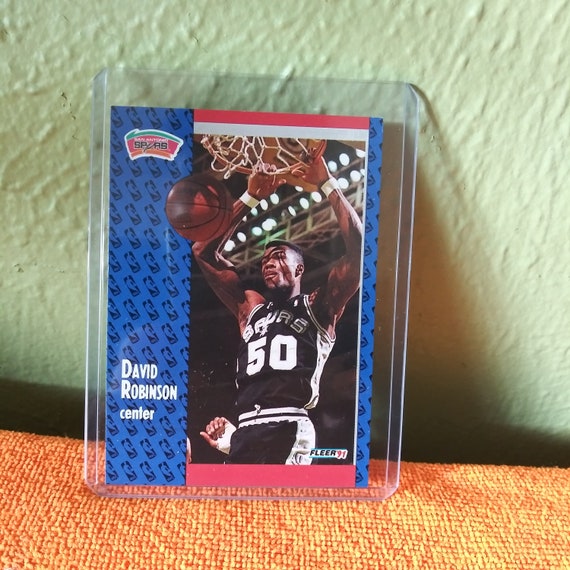 SAN ANTONIO
SPURS
SPURS
50
DAVID
ROBINSON
center
FLEER '91